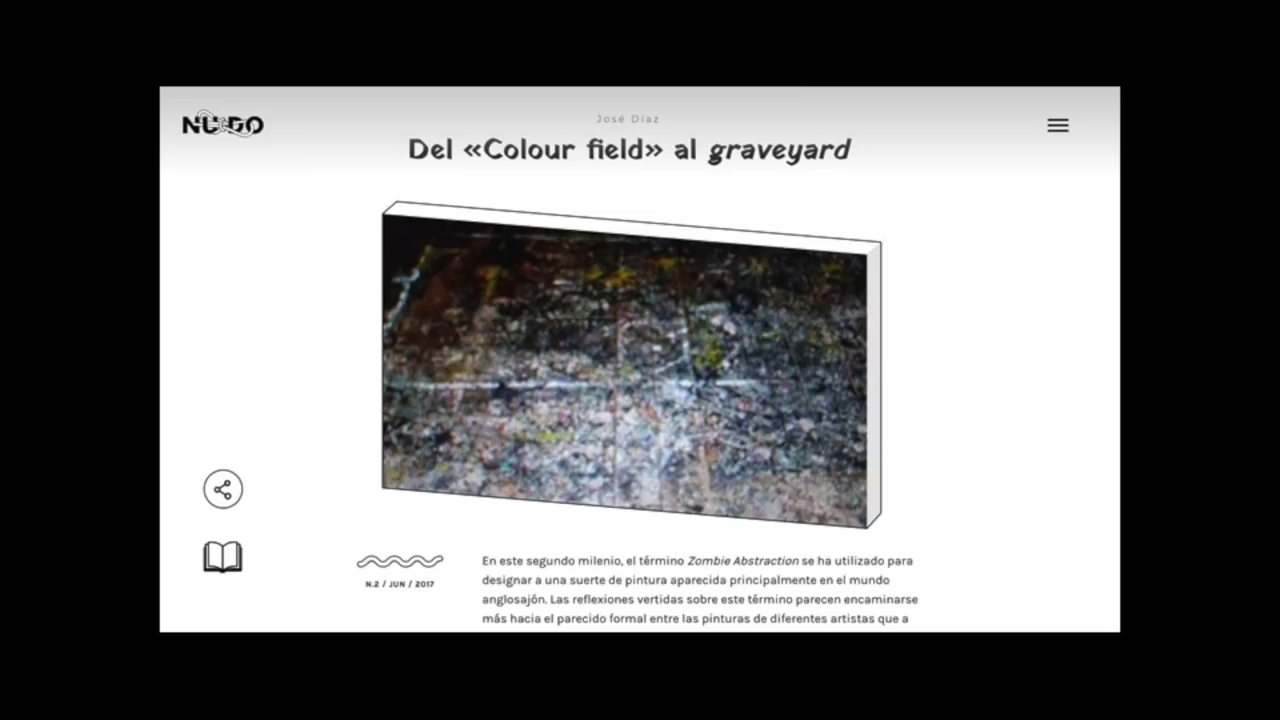 NUDO
José Díaz
Del «Colour field» al graveyard
N.2 / JUN / 2017
En este segundo milenio, el término Zombie Abstraction se ha utilizado para
designar a una suerte de pintura aparecida principalmente en el mundo
anglosajón. Las reflexiones vertidas sobre este término parecen encaminarse
más hacia el parecido formal entre las pinturas de diferentes artistas que a